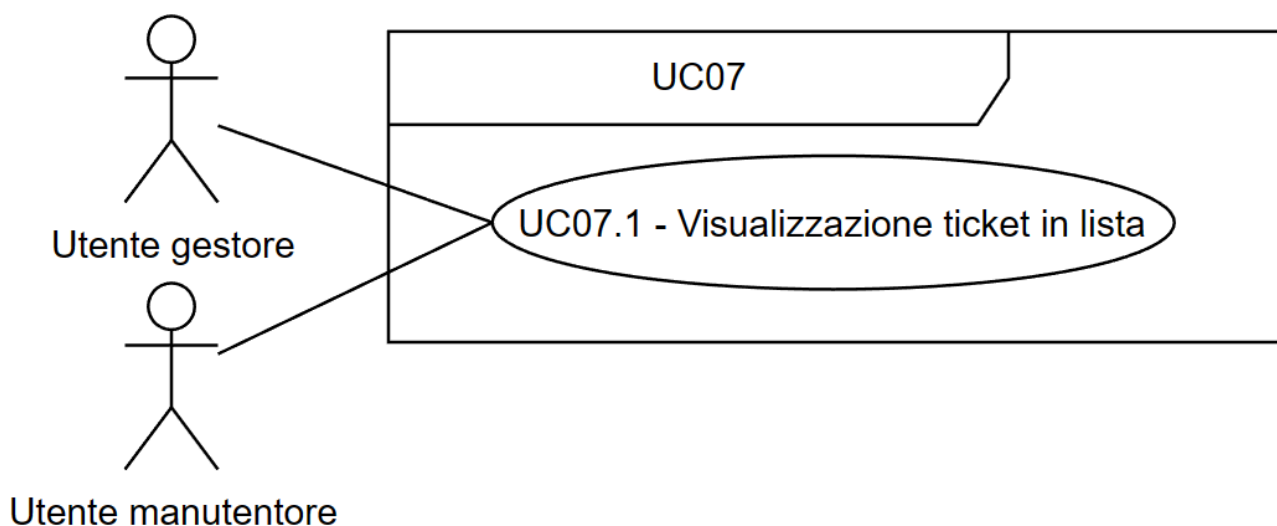 UC07
UC07.1 - Visualizzazione ticket in lista
Utente gestore
Utente manutentore